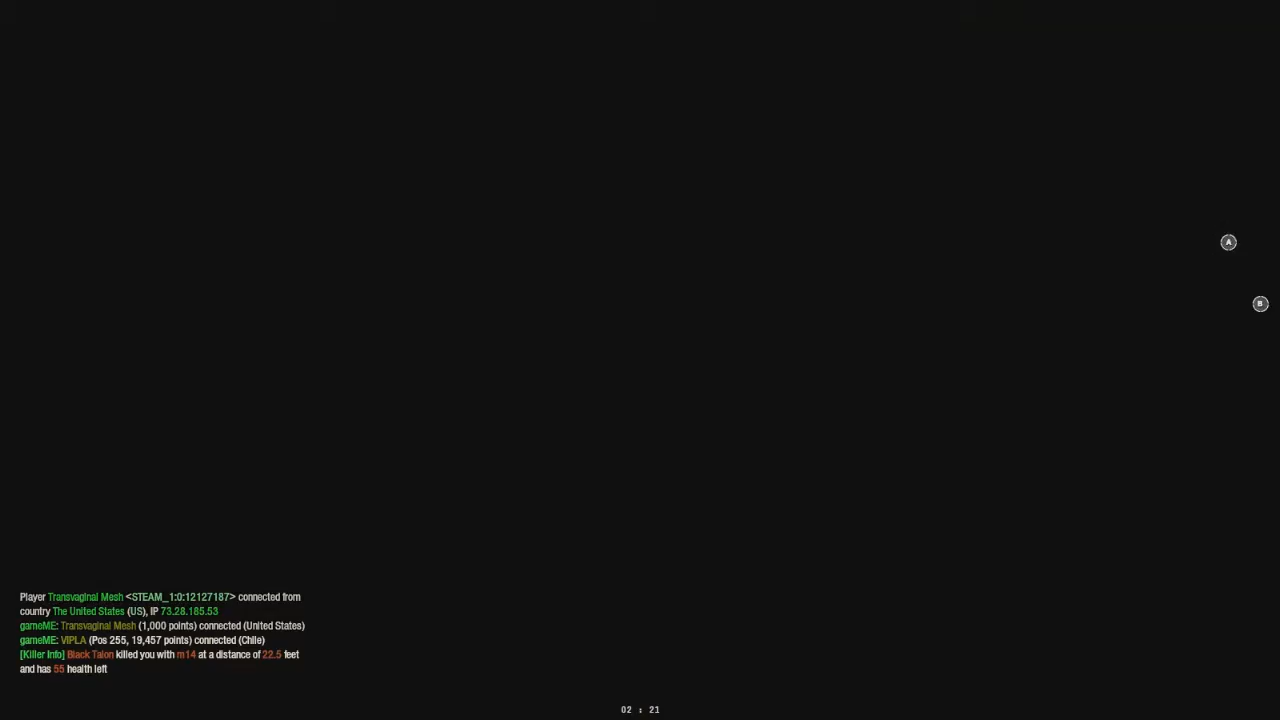 A
B
Player Transvaginal Mesh <STEAM_1:0:12127187> connected from
country The United States (US), IP 73.28.185.53
gameME: Transvaginal Mesh (1,000 points) connected (United States)
gameME: VIPLA (Pos 255, 19,457 points) connected (Chile)
[Killer Info] Black Talon killed you with m14 at a distance of 22.5 feet
and has 55 health left
02 : 21